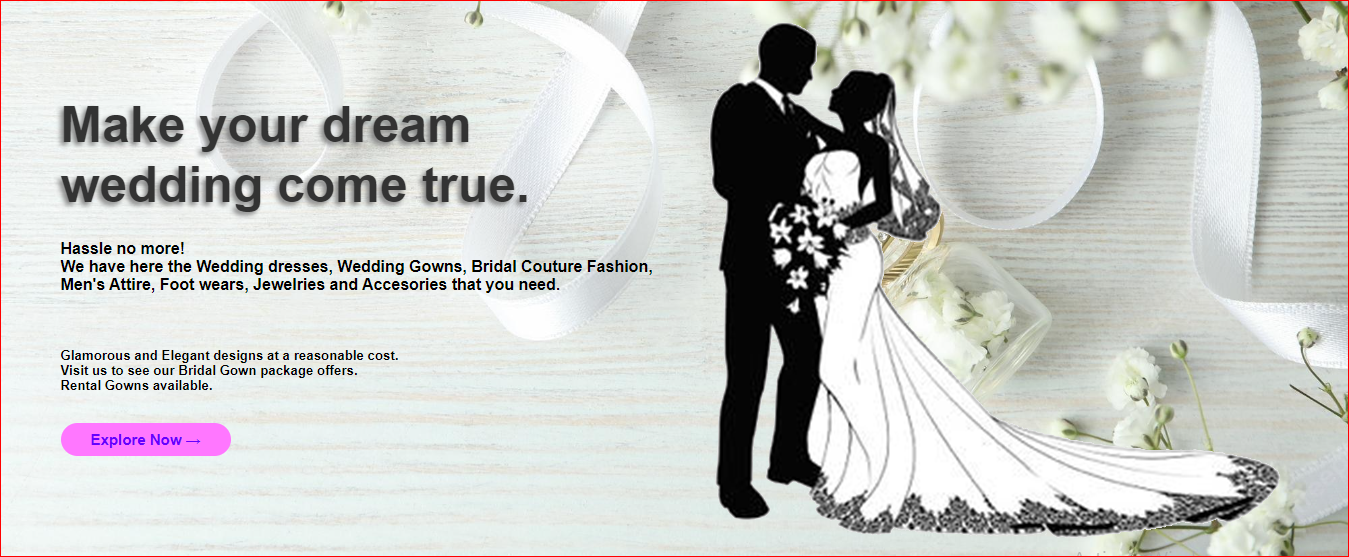 Make your dream
wedding come true.
Hassle no more!
We have here the Wedding dresses, Wedding Gowns, Bridal Couture Fashion,
Men's Attire, Foot wears, Jewelries and Accesories that you need.
Glamorous and Elegant designs at a reasonable cost.
Visit us to see our Bridal Gown package offers.
Rental Gowns available.
Explore Now →